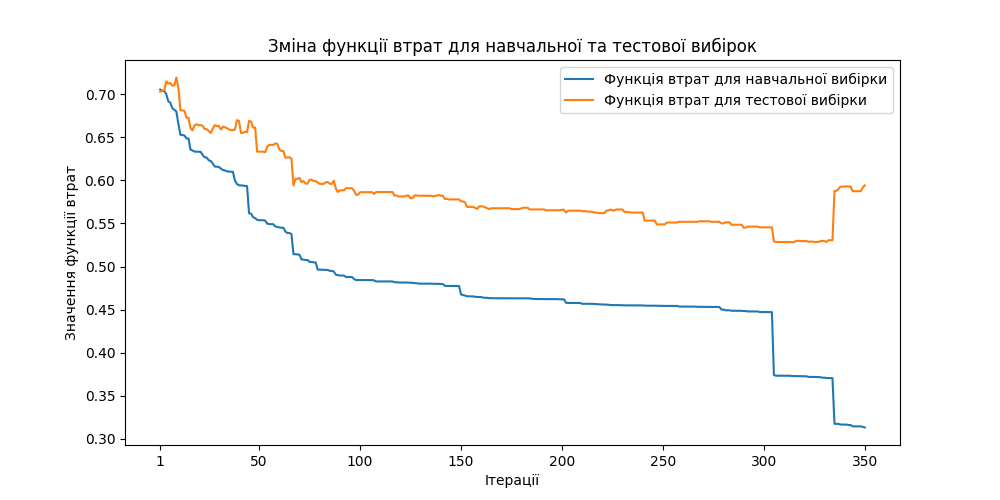 Зміна функції втрат для навчальної та тестової вибірок
Функція втрат для навчальної вибірки
Функція втрат для тестової вибірки
Значення функції втрат
0.70
0.65
0.60
0.55
0.50
0.45
0.40
0.35
0.30
1 50 100 150 200 250 300 350
Ітерації